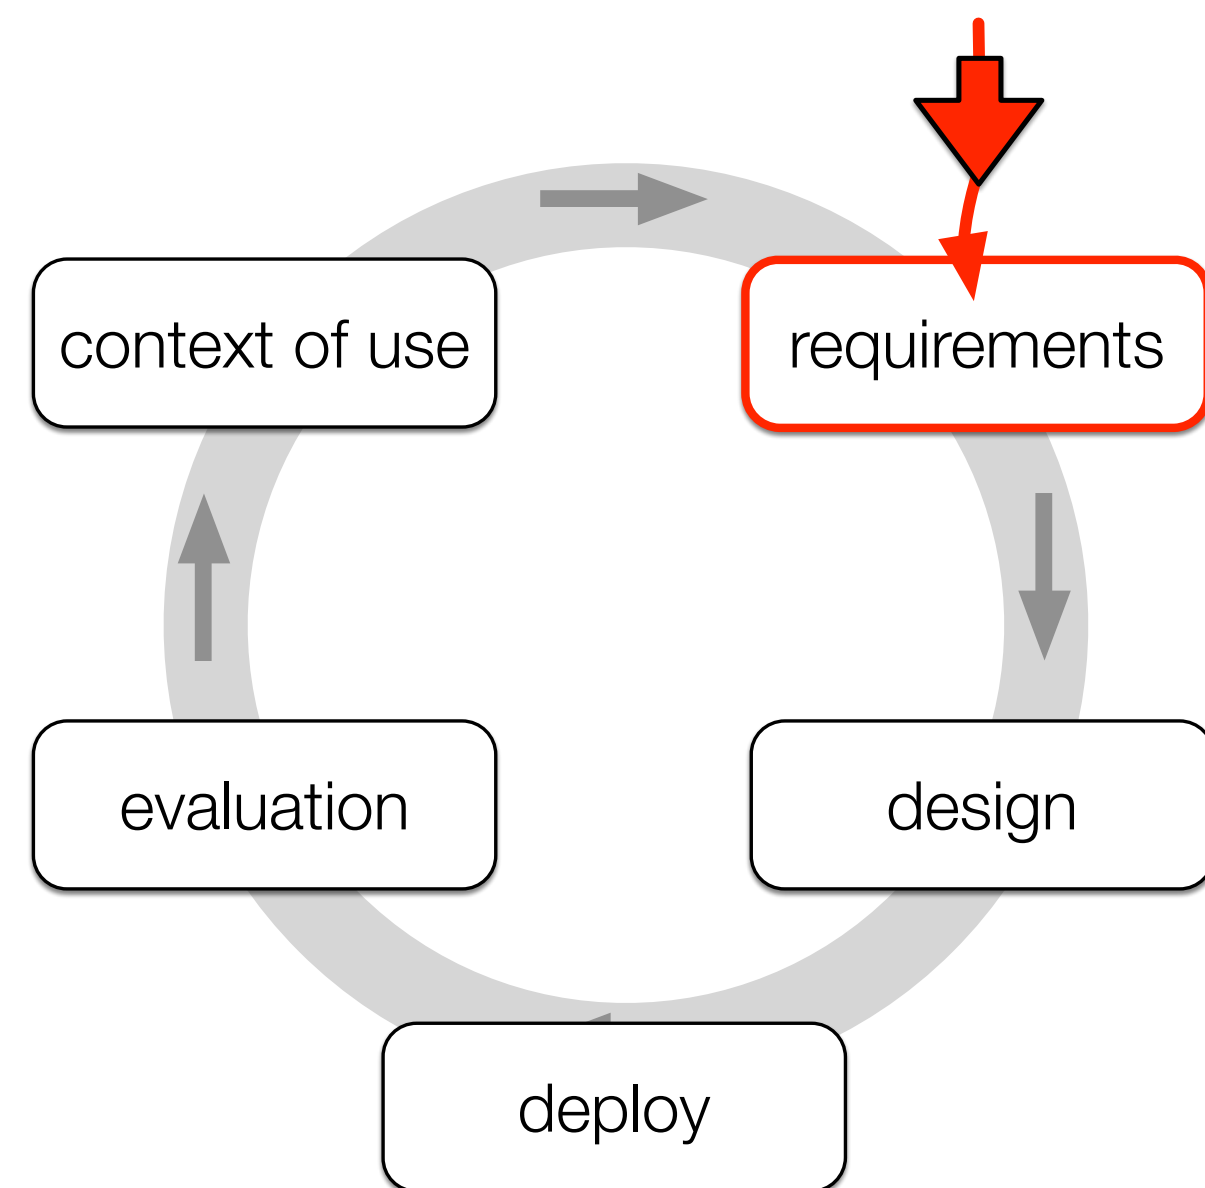 context of use
requirements
evaluation
design
deploy